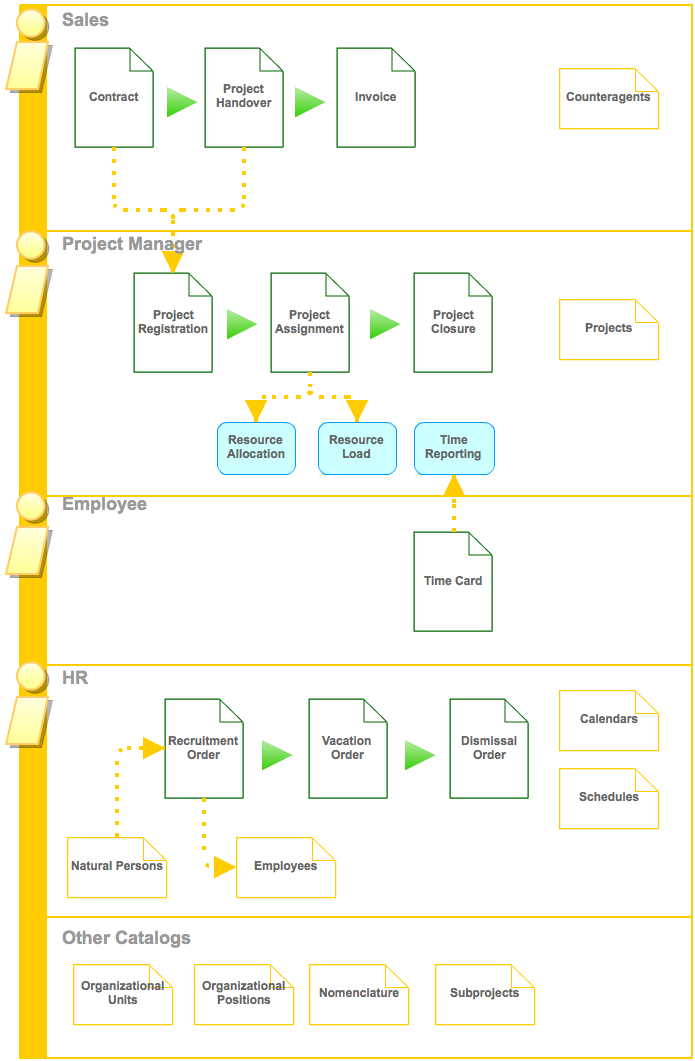 Sales
Contract
Project
Handover
Invoice
Counteragents
Project Manager
Project
Registration
Project
Assignment
Project
Closure
Projects
Resource
Allocation
Resource
Load
Time
Reporting
Employee
Time Card
HR
Recruitment
Order
Vacation
Order
Dismissal
Order
Calendars
Schedules
Natural Persons
Employees
Other Catalogs
Organizational
Units
Organizational
Positions
Nomenclature
Subprojects